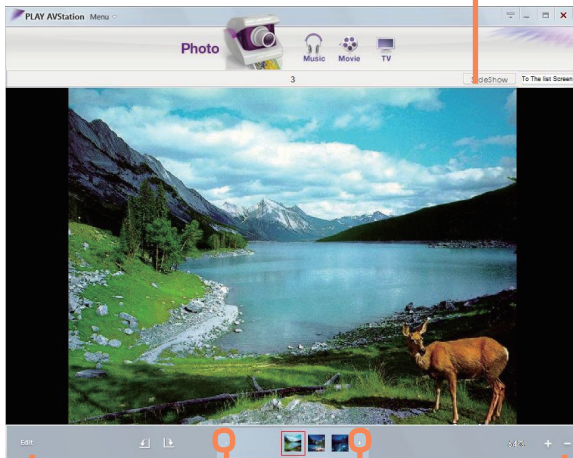 PLAY AVStation Menu
Photo
Music Movie TV
3
SlideShow To The list Screen
Edit